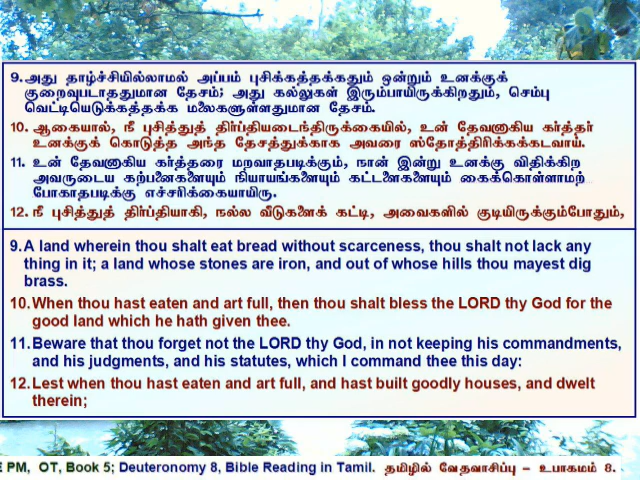 9.அது தாழ்ச்சியில்லாமல் அப்பம் புசிக்கத்தக்கதும் ஒன்றும் உனக்குக்
குறைவுபடாததுமான தேசம்; அது கல்லுகள் இரும்பாயிருக்கிறதும், செம்பு
வெட்டியெடுக்கத்தக்க மலைகளுள்ளதுமான தேசம்.
10. ஆகையால், நீ புசித்துத் திர்ப்தியடைந்திருக்கையில், உன் தேவனாகிய கர்த்தர்
உனக்குக் கொடுத்த அந்த தேசத்துக்காக அவரை ஸ்தோத்திரிக்கக்கடவாய்.
11. உன் தேவனாகிய கர்த்தரை மறவாதபடிக்கும், நான் இன்று உனக்கு விதிக்கிற
அவருடைய கற்பனைகளையும் நியாயங்களையும் கட்டளைகளையும் கைக்கொள்ளாமற்
போகாதபடிக்கு எச்சரிக்கையாயிரு.
12. நீ புசித்துத் திர்ப்தியாகி, நல்ல வீடுகளைக் கட்டி, அவைகளில் குடியிருக்கும்போதும்,
9.A land wherein thou shalt eat bread without scarceness, thou shalt not lack any
thing in it; a land whose stones are iron, and out of whose hills thou mayest dig
brass.
10.When thou hast eaten and art full, then thou shalt bless the LORD thy God for the
good land which he hath given thee.
11.Beware that thou forget not the LORD thy God, in not keeping his commandments,
and his judgments, and his statutes, which I command thee this day:
12.Lest when thou hast eaten and art full, and hast built goodly houses, and dwelt
therein;
E PM, OT, Book 5; Deuteronomy 8, Bible Reading in Tamil. தமிழில் வேதவாசிப்பு – உபாகமம் 8.